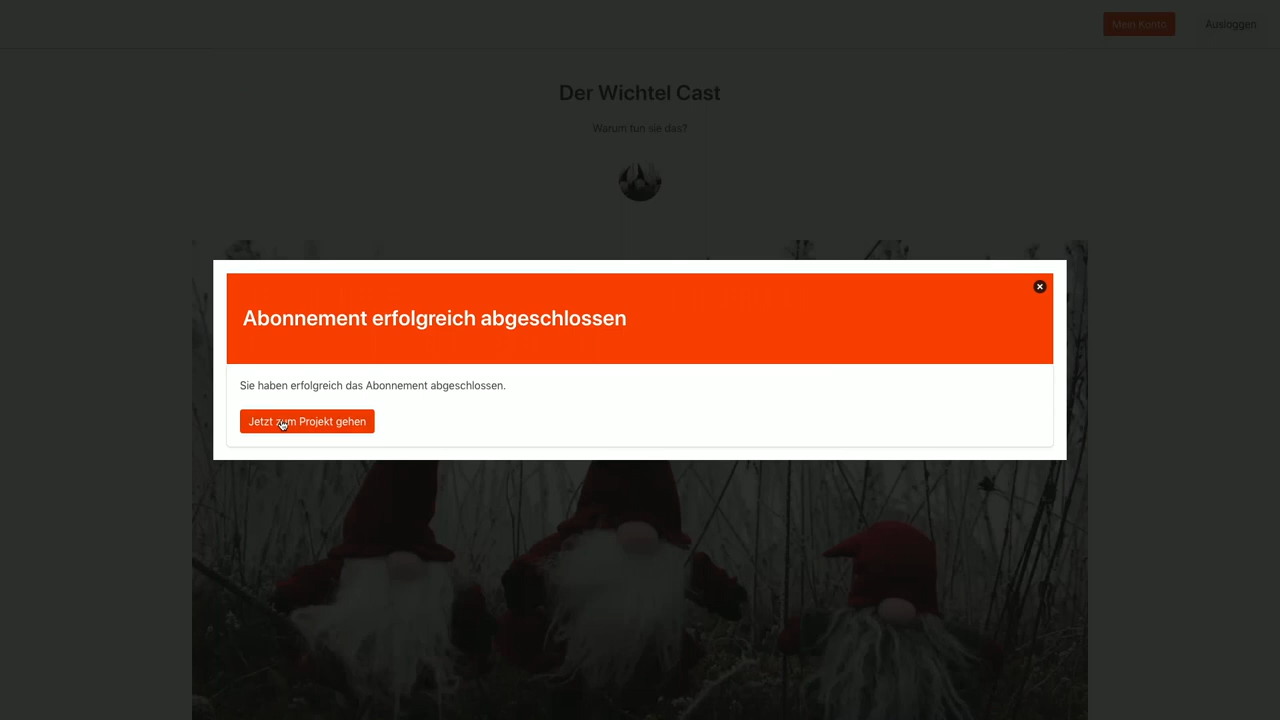 Mein Konto
Ausloggen
Der Wichtel Cast
Warum tun sie das?
Abonnement erfolgreich abgeschlossen
Sie haben erfolgreich das Abonnement abgeschlossen.
Jetzt zum Projekt gehen